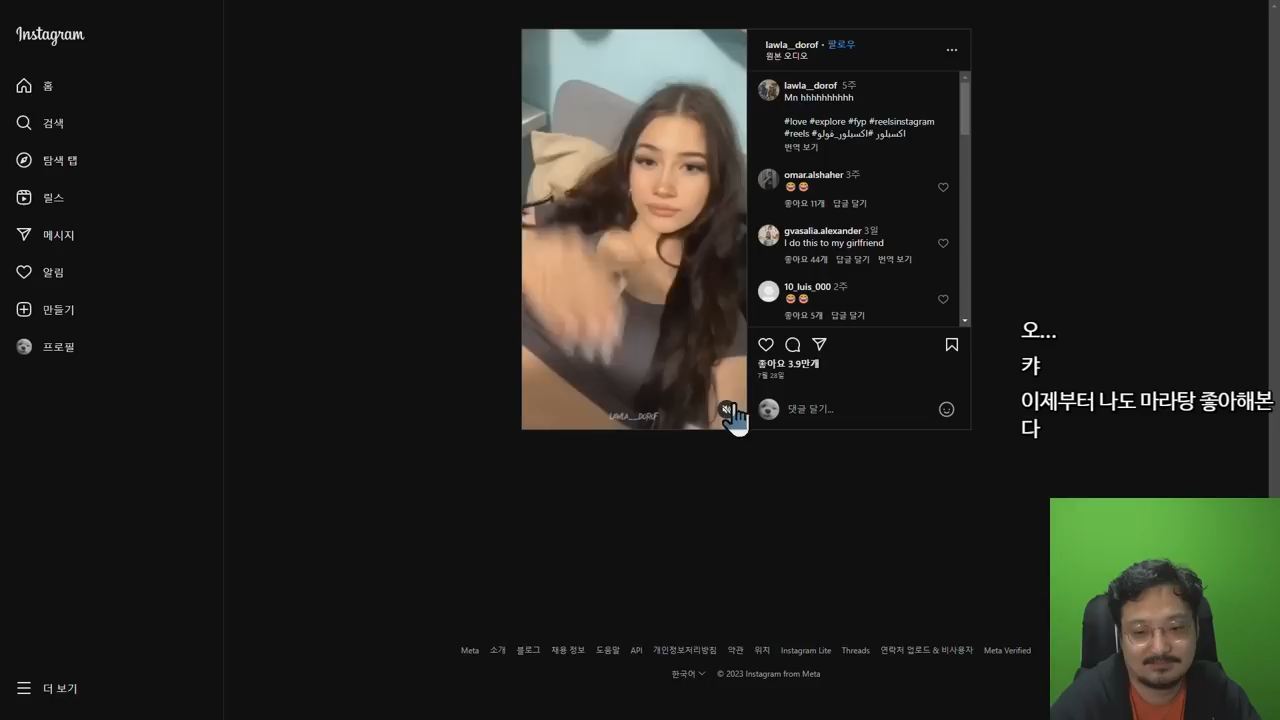 Instagram
홈
검색
탐색 탭
릴스
메시지
알림
만들기
프로필
더 보기
LAWLA__DOROF
lawla__dorof • 팔로우
원본 오디오
lawla__dorof 5주
Mn hhhhhhhhhh
#love #explore #fyp #reelsinstagram
#reels #اكسبلور #اكسبلور_فولو
번역 보기
omar.alshaher 3주
😂😂
좋아요 11개 답글 달기
gvasalia.alexander 3일
I do this to my girlfriend
좋아요 44개 답글 달기 번역 보기
10_luis_000 2주
😂😂
좋아요 5개 답글 달기
좋아요 3.9만개
7월 28일
댓글 달기...
오...
캬
이제부터 나도 마라탕 좋아해본
다
Meta 소개 블로그 채용 정보 도움말 API 개인정보처리방침 약관 위치 Instagram Lite Threads 연락처 업로드 & 비사용자 Meta Verified
한국어 © 2023 Instagram from Meta